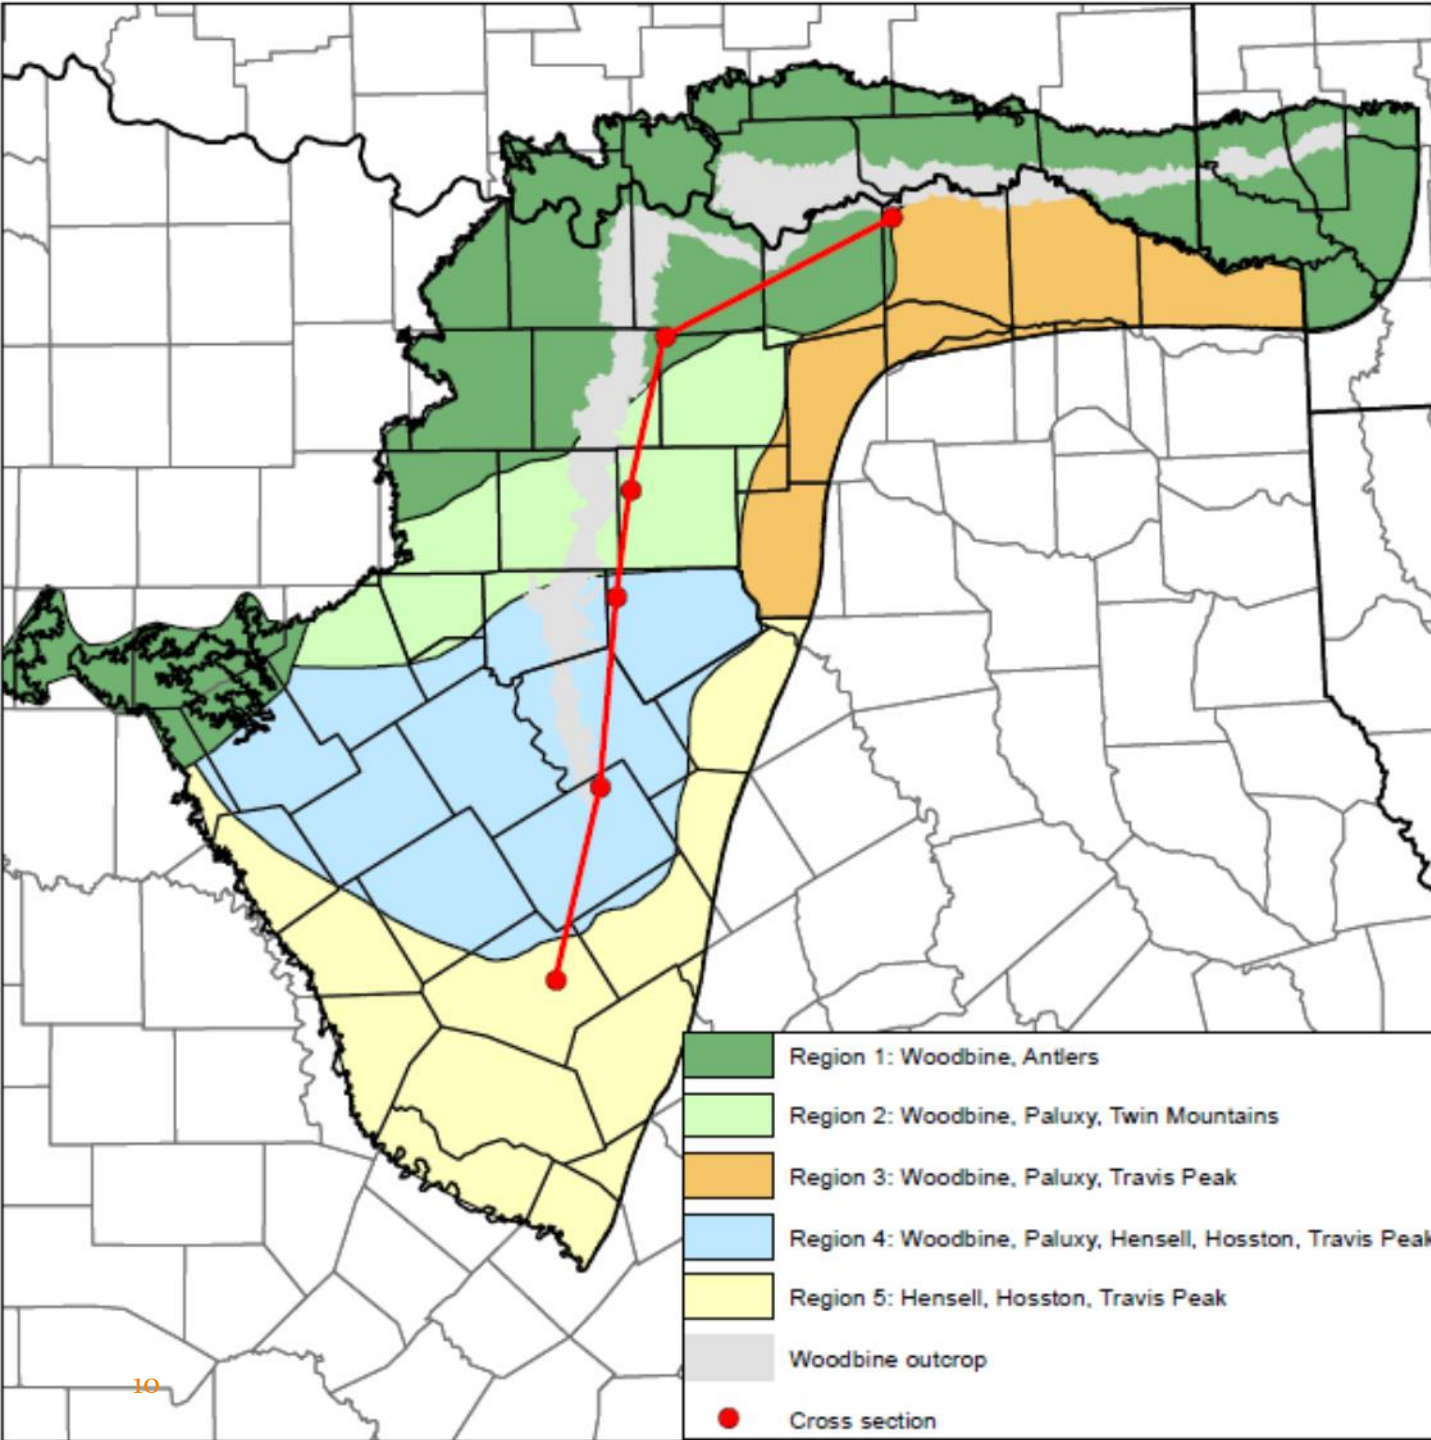 Region 1: Woodbine, Antlers
Region 2: Woodbine, Paluxy, Twin Mountains
Region 3: Woodbine, Paluxy, Travis Peak
Region 4: Woodbine, Paluxy, Hensell, Hosston, Travis Peak
Region 5: Hensell, Hosston, Travis Peak
Woodbine outcrop
10
Cross section